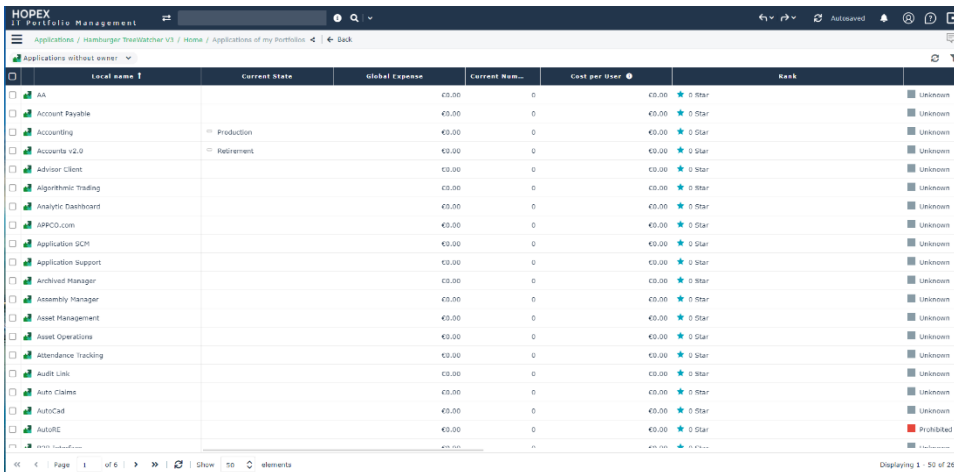 HOPEX
IT Portfolio Management
Autosaved
Applications / Hamburger TreeWatcher V3 / Home / Applications of my Portfolios
Back
Applications without owner
Local name Current State Global Expense Current Num... Cost per User Rank
AA €0.00 0 €0.00 0 Star Unknown
Account Payable €0.00 0 €0.00 0 Star Unknown
Accounting Production €0.00 0 €0.00 0 Star Unknown
Accounts v2.0 Retirement €0.00 0 €0.00 0 Star Unknown
Advisor Client €0.00 0 €0.00 0 Star Unknown
Algorithmic Trading €0.00 0 €0.00 0 Star Unknown
Analytic Dashboard €0.00 0 €0.00 0 Star Unknown
APPCO.com €0.00 0 €0.00 0 Star Unknown
Application SCM €0.00 0 €0.00 0 Star Unknown
Application Support €0.00 0 €0.00 0 Star Unknown
Archived Manager €0.00 0 €0.00 0 Star Unknown
Assembly Manager €0.00 0 €0.00 0 Star Unknown
Asset Management €0.00 0 €0.00 0 Star Unknown
Asset Operations €0.00 0 €0.00 0 Star Unknown
Attendance Tracking €0.00 0 €0.00 0 Star Unknown
Audit Link €0.00 0 €0.00 0 Star Unknown
Auto Claims €0.00 0 €0.00 0 Star Unknown
AutoCad €0.00 0 €0.00 0 Star Unknown
AutoRE €0.00 0 €0.00 0 Star Prohibited
Page 1 of 6 Show 50 elements Displaying 1 - 50 of 26